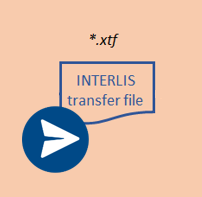 *.xtf
INTERLIS
transfer file